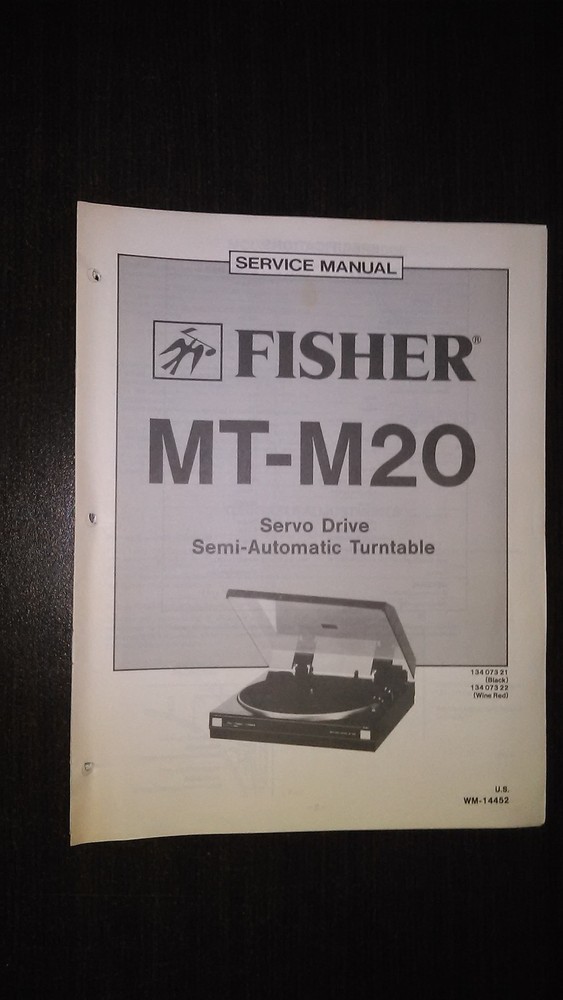 SERVICE MANUAL
FISHER®
MT-M20
Servo Drive
Semi-Automatic Turntable
134 073 21
(Black)
134 073 22
(Wine Red)
U.S.
WM-14452